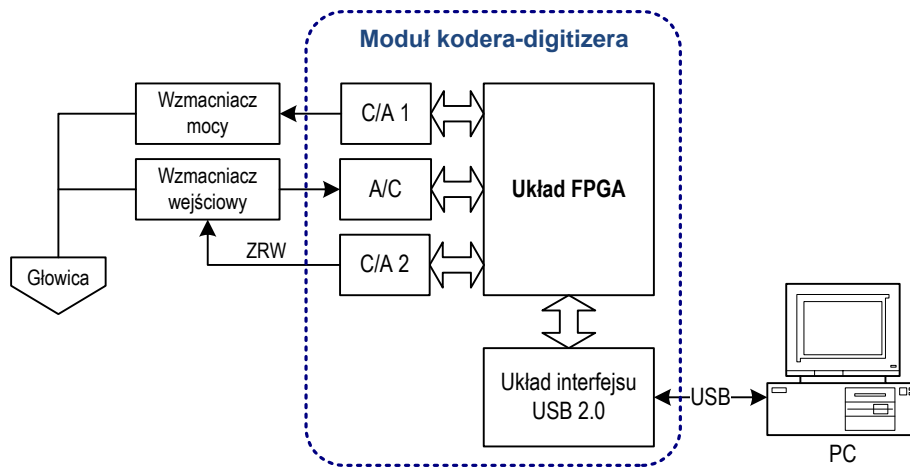 Moduł kodera-digitizera
Wzmacniacz
mocy
C/A 1
Wzmacniacz
wejściowy
A/C
Układ FPGA
ZRW
C/A 2
Głowica
Układ interfejsu
USB 2.0
USB
PC